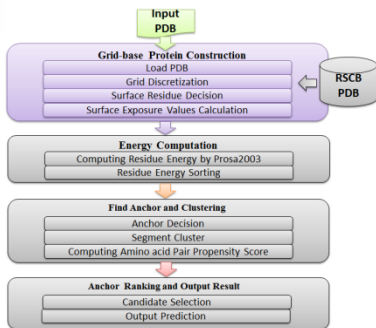 Input
PDB
Grid-base Protein Construction
Load PDB
Grid Discretization
Surface Residue Decision
Surface Exposure Values Calculation
RSCB
PDB
Energy Computation
Computing Residue Energy by Prosa2003
Residue Energy Sorting
Find Anchor and Clustering
Anchor Decision
Segment Cluster
Computing Amino acid Pair Propensity Score
Anchor Ranking and Output Result
Candidate Selection
Output Prediction